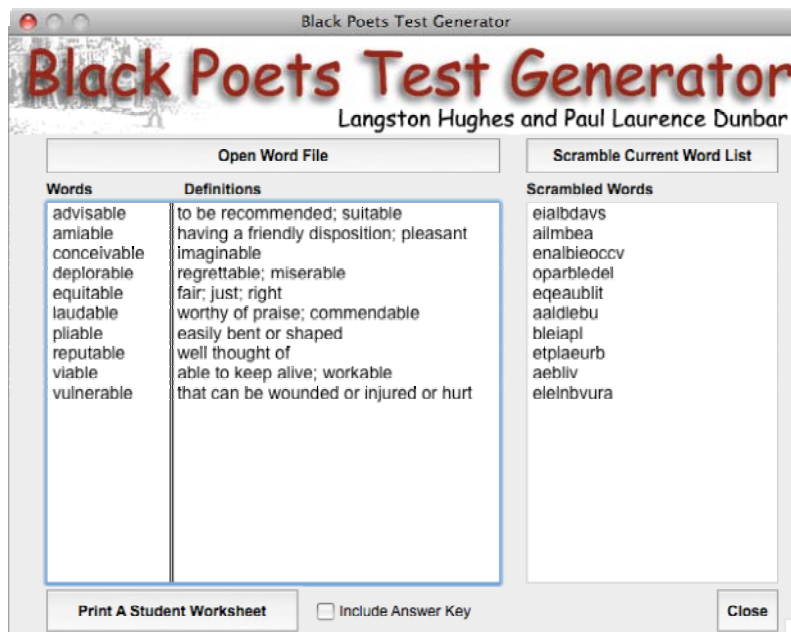 Black Poets Test Generator
Black Poets Test Generator
Langston Hughes and Paul Laurence Dunbar
Open Word File
Scramble Current Word List
Words Definitions Scrambled Words
advisable to be recommended; suitable eialbdavs
amiable having a friendly disposition; pleasant ailmbea
conceivable imaginable enalbieoccv
deplorable regrettable; miserable oparbledel
equitable fair; just; right eqeaublit
laudable worthy of praise; commendable aaldlebu
pliable easily bent or shaped bleiapl
reputable well thought of etplaeurb
viable able to keep alive; workable aebliv
vulnerable that can be wounded or injured or hurt elelnbvura
Print A Student Worksheet Include Answer Key Close